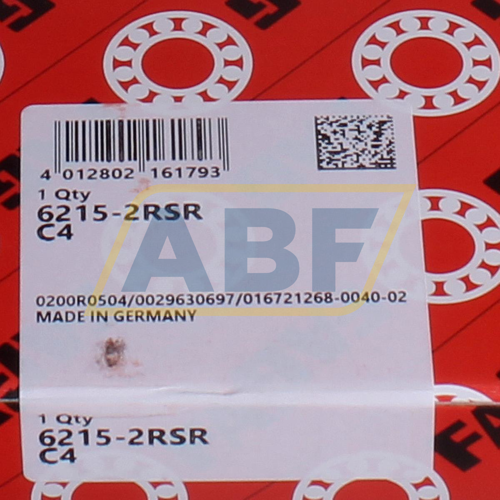 4 012802 161793
1 Qty
6215-2RSR
C4
ABF
0200R0504/0029630697/016721268-0040-02
MADE IN GERMANY
1 Qty
6215-2RSR
C4
FAG